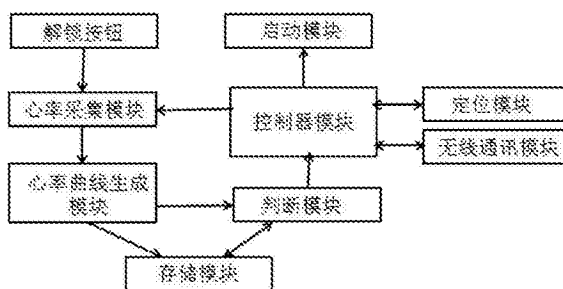 解锁按钮
启动模块
心率采集模块
控制器模块
定位模块
无线通讯模块
心率曲线生成
模块
判断模块
存储模块